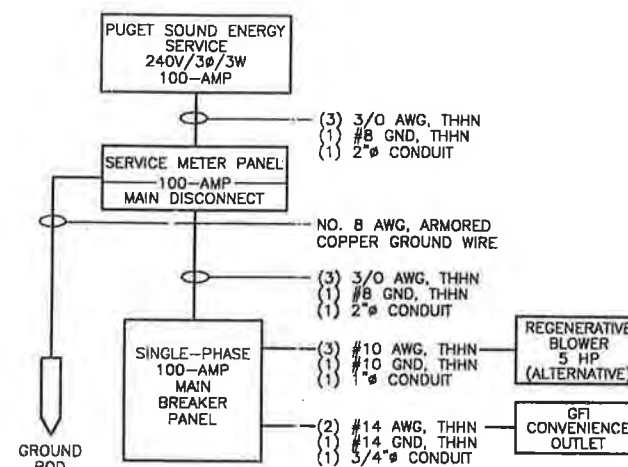 PUGET SOUND ENERGY
SERVICE
240V/3ø/3W
100-AMP
(3) 3/0 AWG, THHN
(1) #8 GND, THHN
(1) 2"ø CONDUIT
SERVICE METER PANEL
100-AMP
MAIN DISCONNECT
NO. 8 AWG, ARMORED
COPPER GROUND WIRE
(3) 3/0 AWG, THHN
(1) #8 GND, THHN
(1) 2"ø CONDUIT
SINGLE-PHASE
100-AMP
MAIN
BREAKER
PANEL
(3) #10 AWG, THHN
(1) #10 GND, THHN
(1) 1"ø CONDUIT
REGENERATIVE
BLOWER
5 HP
(ALTERNATIVE)
(2) #14 AWG, THHN
(1) #14 GND, THHN
(1) 3/4"ø CONDUIT
GFI
CONVENIENCE
OUTLET
GROUND
ROD